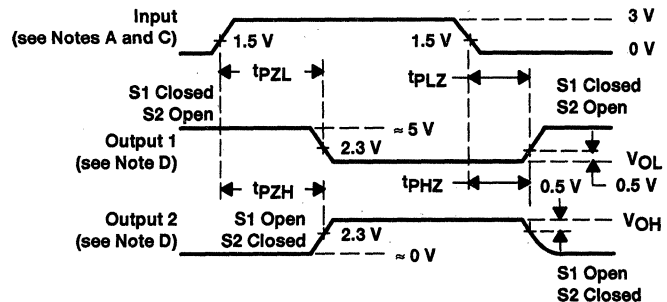 Input
(see Notes A and C)
1.5 V
1.5 V
3 V
0 V
tPZL
tPLZ
S1 Closed
S2 Open
S1 Closed
S2 Open
≈ 5 V
Output 1
(see Note D)
2.3 V
VOL
0.5 V
tPZH
tPHZ
0.5 V
Output 2
(see Note D)
S1 Open
S2 Closed
2.3 V
VOH
≈ 0 V
S1 Open
S2 Closed